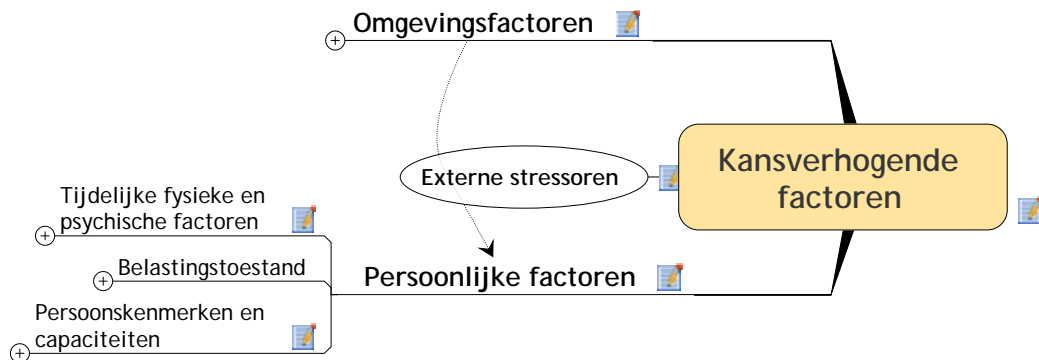 Omgevingsfactoren
Kansverhogende
factoren
Externe stressoren
Tijdelijke fysieke en
psychische factoren
Belastingstoestand
Persoonlijke factoren
Persoonskenmerken en
capaciteiten